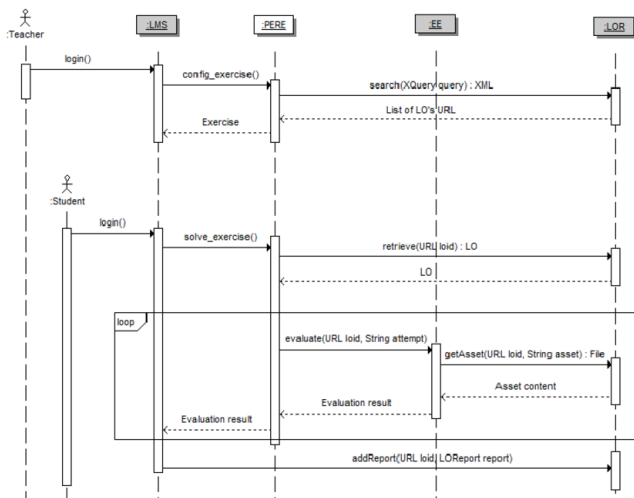 :Teacher
:LMS
:PERE
:EE
:LOR
login()
config_exercise()
search(XQuery query) : XML
List of LO's URL
Exercise
:Student
login()
solve_exercise()
retrieve(URL loid) : LO
LO
loop
evaluate(URL loid, String attempt)
getAsset(URL loid, String asset) : File
Asset content
Evaluation result
Evaluation result
addReport(URL loid, LOReport report)